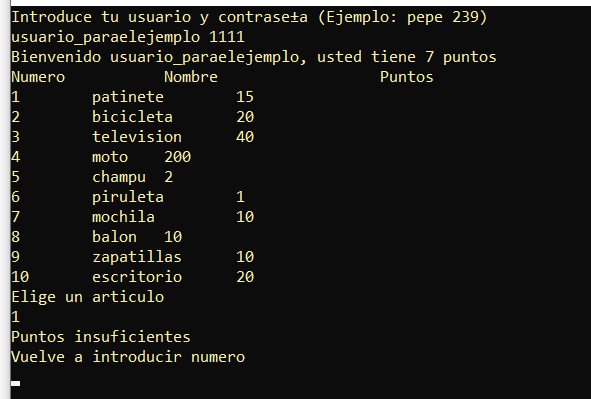 Introduce tu usuario y contrase±a (Ejemplo: pepe 239)
usuario_paraelejemplo 1111
Bienvenido usuario_paraelejemplo, usted tiene 7 puntos
Numero Nombre Puntos
1 patinete 15
2 bicicleta 20
3 television 40
4 moto 200
5 champu 2
6 piruleta 1
7 mochila 10
8 balon 10
9 zapatillas 10
10 escritorio 20
Elige un articulo
1
Puntos insuficientes
Vuelve a introducir numero